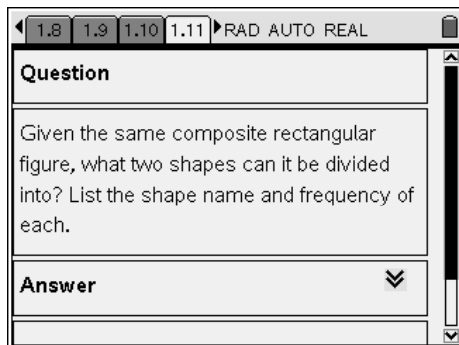 1.8 1.9 1.10 1.11 RAD AUTO REAL
Question
Given the same composite rectangular
figure, what two shapes can it be divided
into? List the shape name and frequency of
each.
Answer